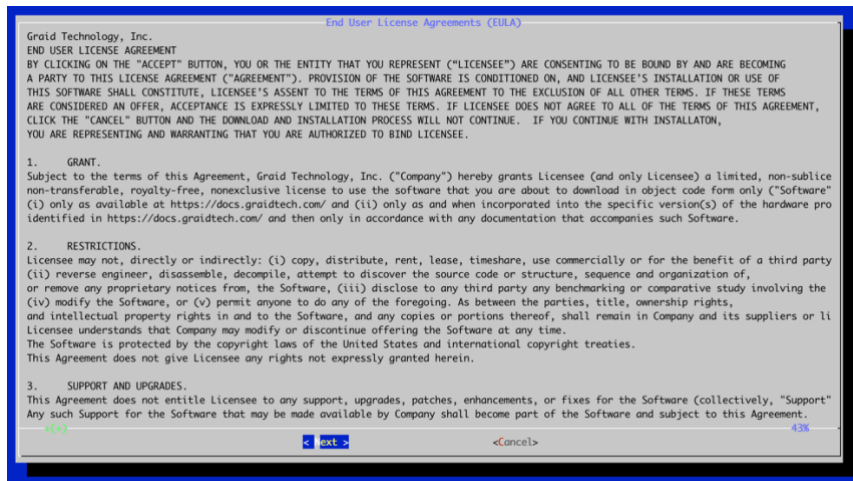 End User License Agreements (EULA)
Graid Technology, Inc.
END USER LICENSE AGREEMENT
BY CLICKING ON THE "ACCEPT" BUTTON, YOU OR THE ENTITY THAT YOU REPRESENT (“LICENSEE”) ARE CONSENTING TO BE BOUND BY AND ARE BECOMING
A PARTY TO THIS LICENSE AGREEMENT ("AGREEMENT"). PROVISION OF THE SOFTWARE IS CONDITIONED ON, AND LICENSEE'S INSTALLATION OR USE OF
THIS SOFTWARE SHALL CONSTITUTE, LICENSEE'S ASSENT TO THE TERMS OF THIS AGREEMENT TO THE EXCLUSION OF ALL OTHER TERMS. IF THESE TERMS
ARE CONSIDERED AN OFFER, ACCEPTANCE IS EXPRESSLY LIMITED TO THESE TERMS. IF LICENSEE DOES NOT AGREE TO ALL OF THE TERMS OF THIS AGREEMENT,
CLICK THE "CANCEL" BUTTON AND THE DOWNLOAD AND INSTALLATION PROCESS WILL NOT CONTINUE.  IF YOU CONTINUE WITH INSTALLATON,
YOU ARE REPRESENTING AND WARRANTING THAT YOU ARE AUTHORIZED TO BIND LICENSEE.
1. GRANT.
Subject to the terms of this Agreement, Graid Technology, Inc. ("Company") hereby grants Licensee (and only Licensee) a limited, non-sublice
non-transferable, royalty-free, nonexclusive license to use the software that you are about to download in object code form only ("Software"
(i) only as available at https://docs.graidtech.com/ and (ii) only as and when incorporated into the specific version(s) of the hardware pro
identified in https://docs.graidtech.com/ and then only in accordance with any documentation that accompanies such Software.
2. RESTRICTIONS.
Licensee may not, directly or indirectly: (i) copy, distribute, rent, lease, timeshare, use commercially or for the benefit of a third party
(ii) reverse engineer, disassemble, decompile, attempt to discover the source code or structure, sequence and organization of,
or remove any proprietary notices from, the Software, (iii) disclose to any third party any benchmarking or comparative study involving the
(iv) modify the Software, or (v) permit anyone to do any of the foregoing. As between the parties, title, ownership rights,
and intellectual property rights in and to the Software, and any copies or portions thereof, shall remain in Company and its suppliers or li
Licensee understands that Company may modify or discontinue offering the Software at any time.
The Software is protected by the copyright laws of the United States and international copyright treaties.
This Agreement does not give Licensee any rights not expressly granted herein.
3. SUPPORT AND UPGRADES.
This Agreement does not entitle Licensee to any support, upgrades, patches, enhancements, or fixes for the Software (collectively, "Support"
Any such Support for the Software that may be made available by Company shall become part of the Software and subject to this Agreement.
43%
< Next > <Cancel>